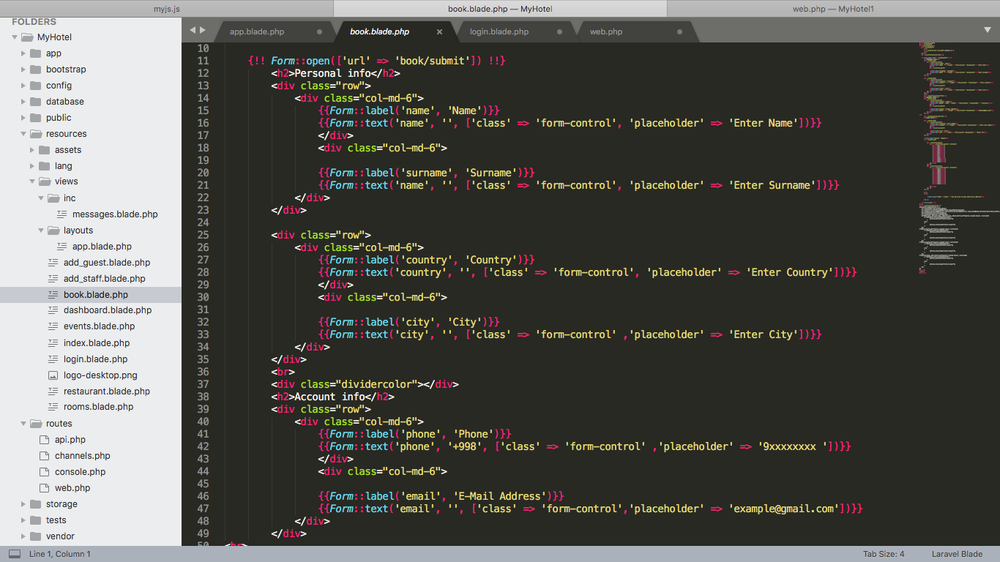 myjs.js
book.blade.php — MyHotel
web.php — MyHotel1
FOLDERS
MyHotel
app
bootstrap
config
database
public
resources
assets
lang
views
inc
messages.blade.php
layouts
app.blade.php
add_guest.blade.php
add_staff.blade.php
book.blade.php
dashboard.blade.php
events.blade.php
index.blade.php
login.blade.php
logo-desktop.png
restaurant.blade.php
rooms.blade.php
routes
api.php
channels.php
console.php
web.php
storage
tests
vendor
app.blade.php
book.blade.php
login.blade.php
web.php
10
11 {!! Form::open(['url' => 'book/submit']) !!}
12 <h2>Personal info</h2>
13 <div class="row">
14 <div class="col-md-6">
15 {{Form::label('name', 'Name')}}
16 {{Form::text('name', '', ['class' => 'form-control', 'placeholder' => 'Enter Name'])}}
17 </div>
18 <div class="col-md-6">
19
20 {{Form::label('surname', 'Surname')}}
21 {{Form::text('name', '', ['class' => 'form-control', 'placeholder' => 'Enter Surname'])}}
22 </div>
23 </div>
24
25 <div class="row">
26 <div class="col-md-6">
27 {{Form::label('country', 'Country')}}
28 {{Form::text('country', '', ['class' => 'form-control', 'placeholder' => 'Enter Country'])}}
29 </div>
30 <div class="col-md-6">
31
32 {{Form::label('city', 'City')}}
33 {{Form::text('city', '', ['class' => 'form-control' ,'placeholder' => 'Enter City'])}}
34 </div>
35 </div>
36 <br>
37 <div class="dividercolor"></div>
38 <h2>Account info</h2>
39 <div class="row">
40 <div class="col-md-6">
41 {{Form::label('phone', 'Phone')}}
42 {{Form::text('phone', '+998', ['class' => 'form-control' ,'placeholder' => '9xxxxxxxx '])}}
43 </div>
44 <div class="col-md-6">
45
46 {{Form::label('email', 'E-Mail Address')}}
47 {{Form::text('email', '', ['class' => 'form-control','placeholder' => 'example@gmail.com'])}}
48 </div>
49 </div>
50 <br>
Line 1, Column 1
Tab Size: 4
Laravel Blade